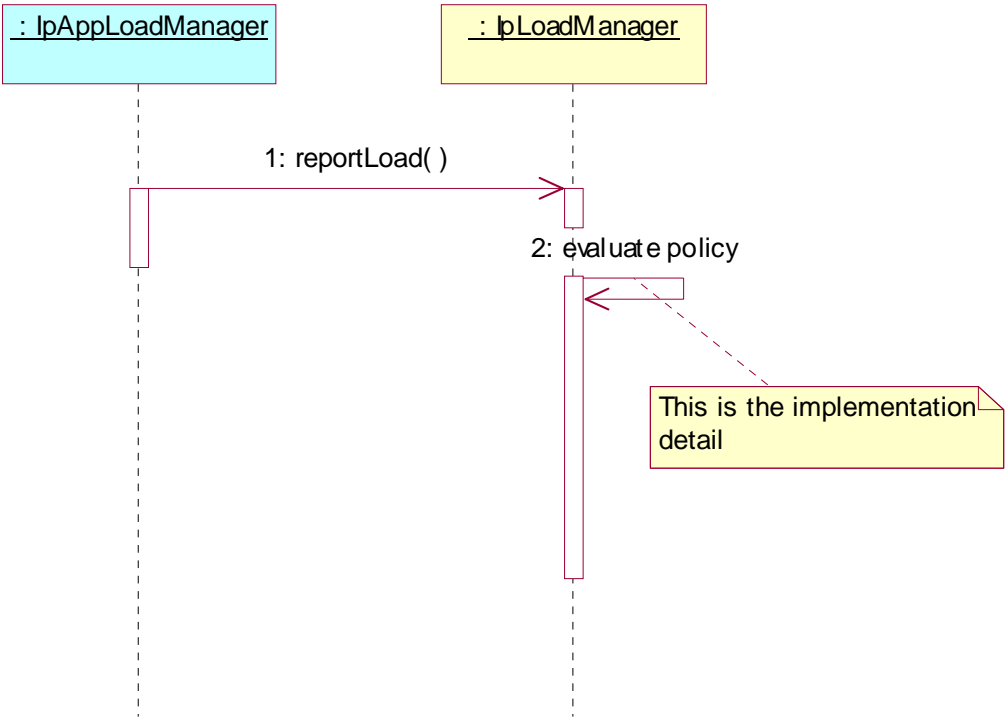 : IpAppLoadManager
: IpLoadManager
1: reportLoad( )
2: evaluate policy
This is the implementation
detail